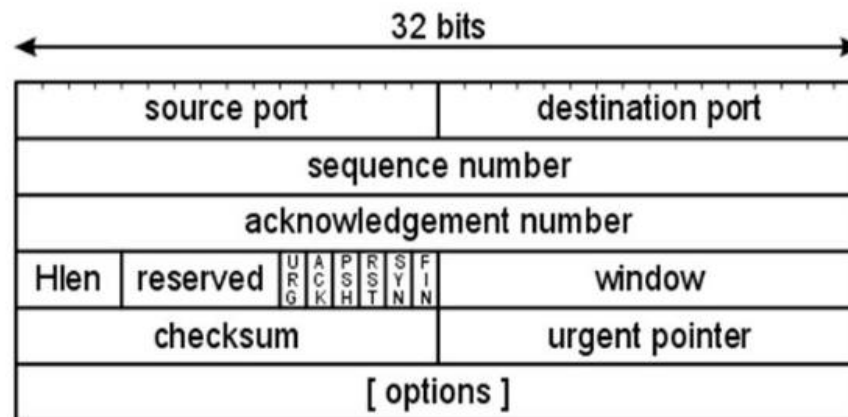 32 bits
source port destination port
sequence number
acknowledgement number
Hlen reserved URG ACK PSH RST SYN FIN window
checksum urgent pointer
[ options ]